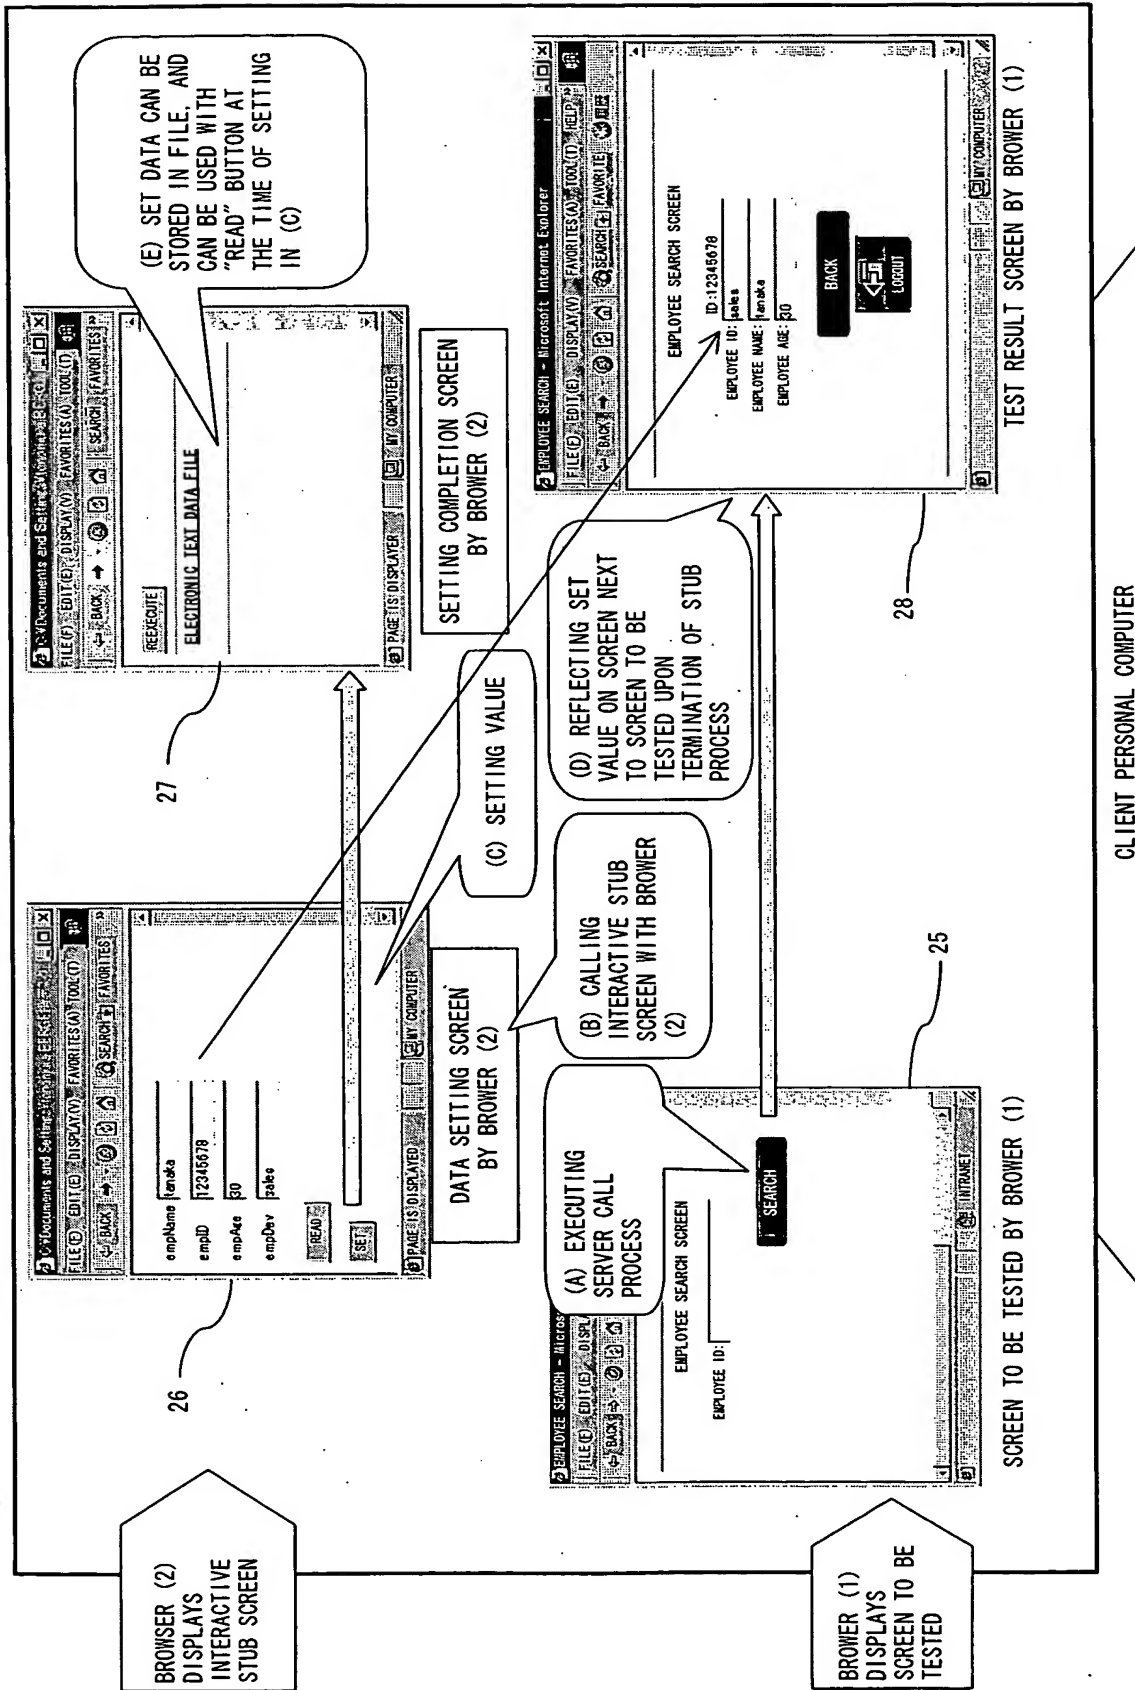 BROWSER (2)
DISPLAYS
INTERACTIVE
STUB SCREEN
26
FILE(F) EDIT(E) DISPLAY(V) FAVORITES(A) TOOL(T)
BACK SEARCH FAVORITES
empName tanaka
empID 12345678
empAge 30
empDev sales
READ
SET
PAGE IS DISPLAYED MY COMPUTER
DATA SETTING SCREEN
BY BROWER (2)
27
FILE(F) EDIT(E) DISPLAY(V) FAVORITES(A) TOOL(T)
BACK SEARCH FAVORITES
REEXECUTE
ELECTRONIC TEXT DATA FILE
PAGE IS DISPLAYER MY COMPUTER
SETTING COMPLETION SCREEN
BY BROWER (2)
(E) SET DATA CAN BE
STORED IN FILE, AND
CAN BE USED WITH
"READ" BUTTON AT
THE TIME OF SETTING
IN (C)
(C) SETTING VALUE
(B) CALLING
INTERACTIVE STUB
SCREEN WITH BROWER
(2)
(A) EXECUTING
SERVER CALL
PROCESS
(D) REFLECTING SET
VALUE ON SCREEN NEXT
TO SCREEN TO BE
TESTED UPON
TERMINATION OF STUB
PROCESS
BROWER (1)
DISPLAYS
SCREEN TO BE
TESTED
EMPLOYEE SEARCH - Micros
FILE(F) EDIT(E) DISPL
BACK
EMPLOYEE SEARCH SCREEN
EMPLOYEE ID:
SEARCH
INTRANET
25
SCREEN TO BE TESTED BY BROWER (1)
28
EMPLOYEE SEARCH - Microsoft Internet Explorer
FILE(F) EDIT(E) DISPLAY(V) FAVORITES(A) TOOL(T) HELP
BACK SEARCH FAVORITE
EMPLOYEE SEARCH SCREEN
ID:12345678
EMPLOYEE ID: sales
EMPLOYEE NAME: tanaka
EMPLOYEE AGE: 30
BACK
LOGOUT
MY COMPUTER
TEST RESULT SCREEN BY BROWER (1)
CLIENT PERSONAL COMPUTER